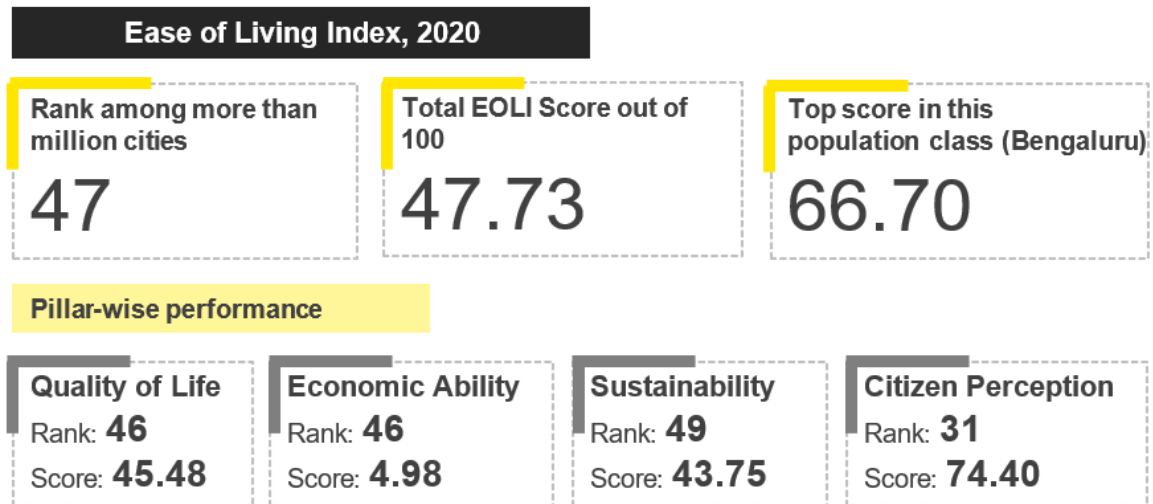 Ease of Living Index, 2020
Rank among more than
million cities
47
Total EOLI Score out of
100
47.73
Top score in this
population class (Bengaluru)
66.70
Pillar-wise performance
Quality of Life
Rank: 46
Score: 45.48
Economic Ability
Rank: 46
Score: 4.98
Sustainability
Rank: 49
Score: 43.75
Citizen Perception
Rank: 31
Score: 74.40